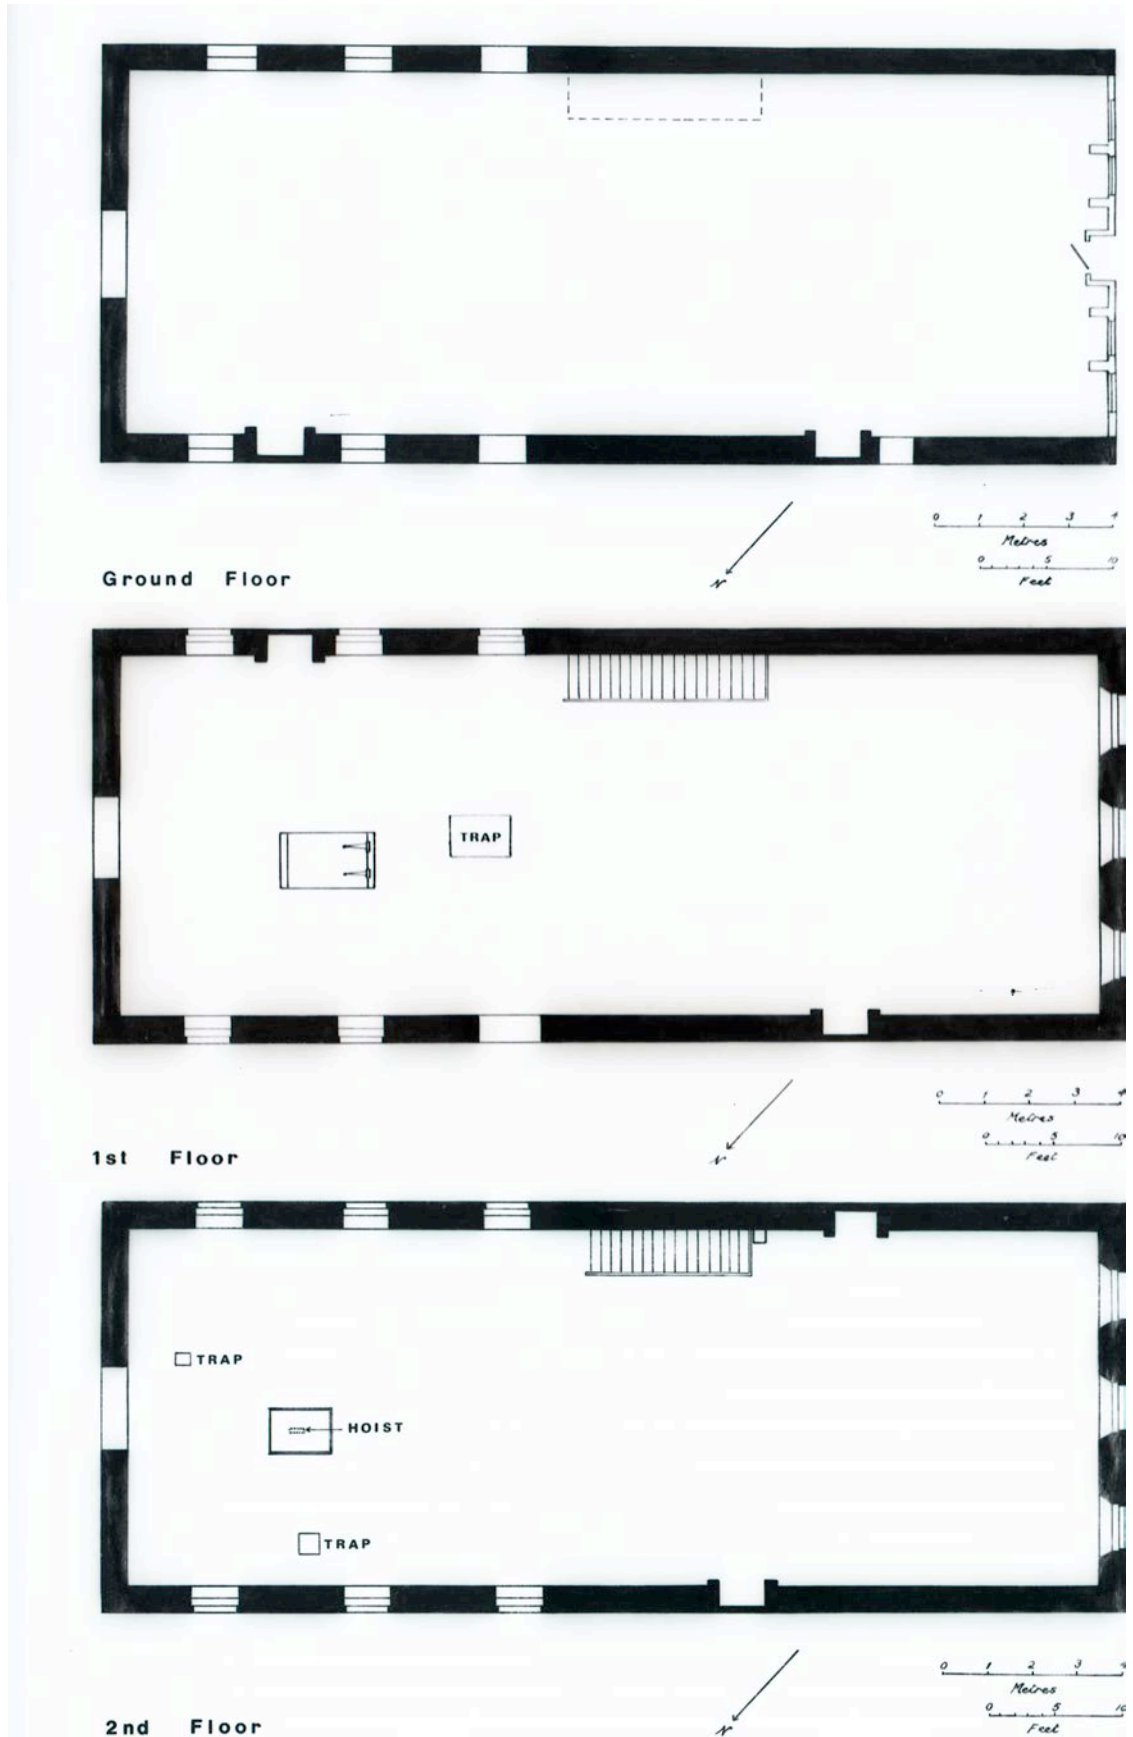 0 1 2 3 4
Metres
0 5 10
Feet
N
Ground Floor
TRAP
0 1 2 3 4
Metres
0 5 10
Feet
N
1st Floor
TRAP
HOIST
TRAP
0 1 2 3 4
Metres
0 5 10
Feet
N
2nd Floor